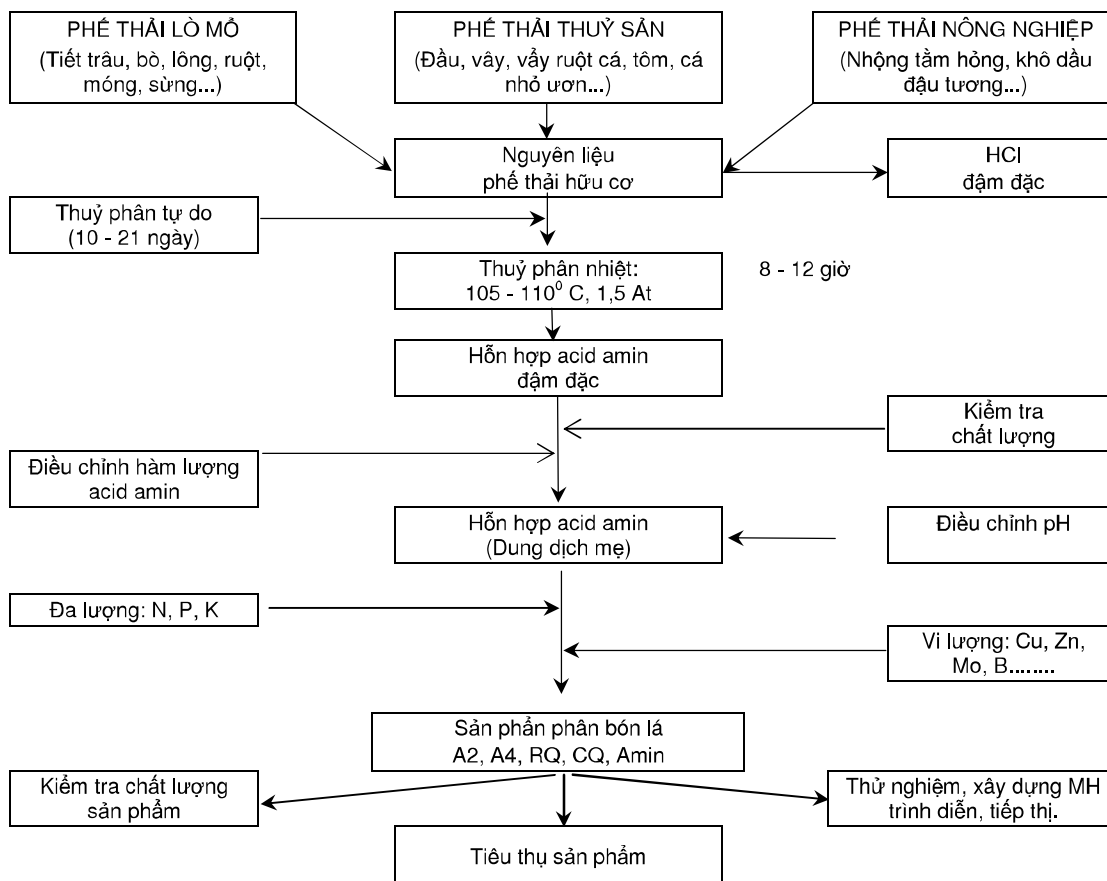 PHẾ THẢI LÒ MỔ
(Tiết trâu, bò, lông, ruột,
móng, sừng...)
PHẾ THẢI THUỶ SẢN
(Đầu, vây, vẩy ruột cá, tôm, cá
nhỏ ươn...)
PHẾ THẢI NÔNG NGHIỆP
(Nhộng tằm hỏng, khô dầu
đậu tương...)
Nguyên liệu
phế thải hữu cơ
HCl
đậm đặc
Thuỷ phân tự do
(10 - 21 ngày)
Thuỷ phân nhiệt:
105 - 110⁰ C, 1,5 At
8 - 12 giờ
Hỗn hợp acid amin
đậm đặc
Kiểm tra
chất lượng
Điều chỉnh hàm lượng
acid amin
Hỗn hợp acid amin
(Dung dịch mẹ)
Điều chỉnh pH
Đa lượng: N, P, K
Vi lượng: Cu, Zn,
Mo, B........
Sản phẩn phân bón lá
A2, A4, RQ, CQ, Amin
Kiểm tra chất lượng
sản phẩm
Thử nghiệm, xây dựng MH
trình diễn, tiếp thị.
Tiêu thụ sản phẩm